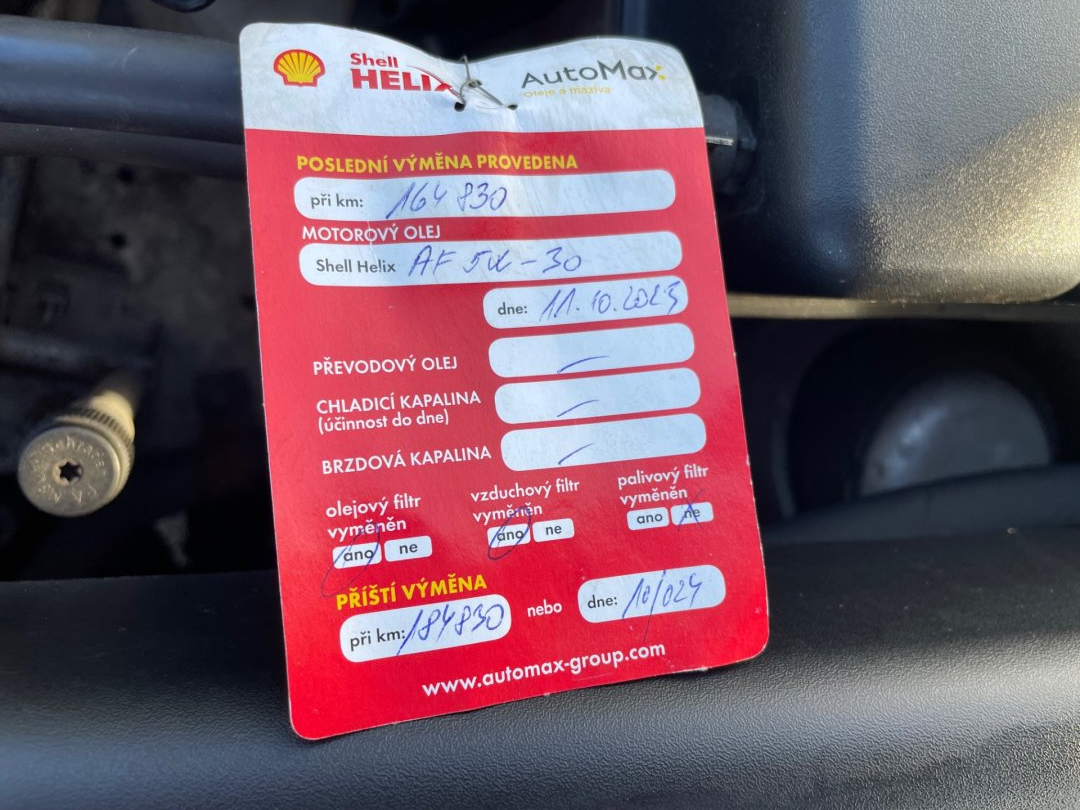 Shell
HELIX
AutoMax
oleje a maziva
POSLEDNÍ VÝMĚNA PROVEDENA
při km: 164 830
MOTOROVÝ OLEJ
Shell Helix AF 5W-30
dne: 11.10.2023
PŘEVODOVÝ OLEJ –
CHLADICÍ KAPALINA
(účinnost do dne) –
BRZDOVÁ KAPALINA –
olejový filtr
vyměněn
ano ne
vzduchový filtr
vyměněn
ano ne
palivový filtr
vyměněn
ano ne
PŘÍŠTÍ VÝMĚNA
při km: 184830 nebo dne: 10/024
www.automax-group.com